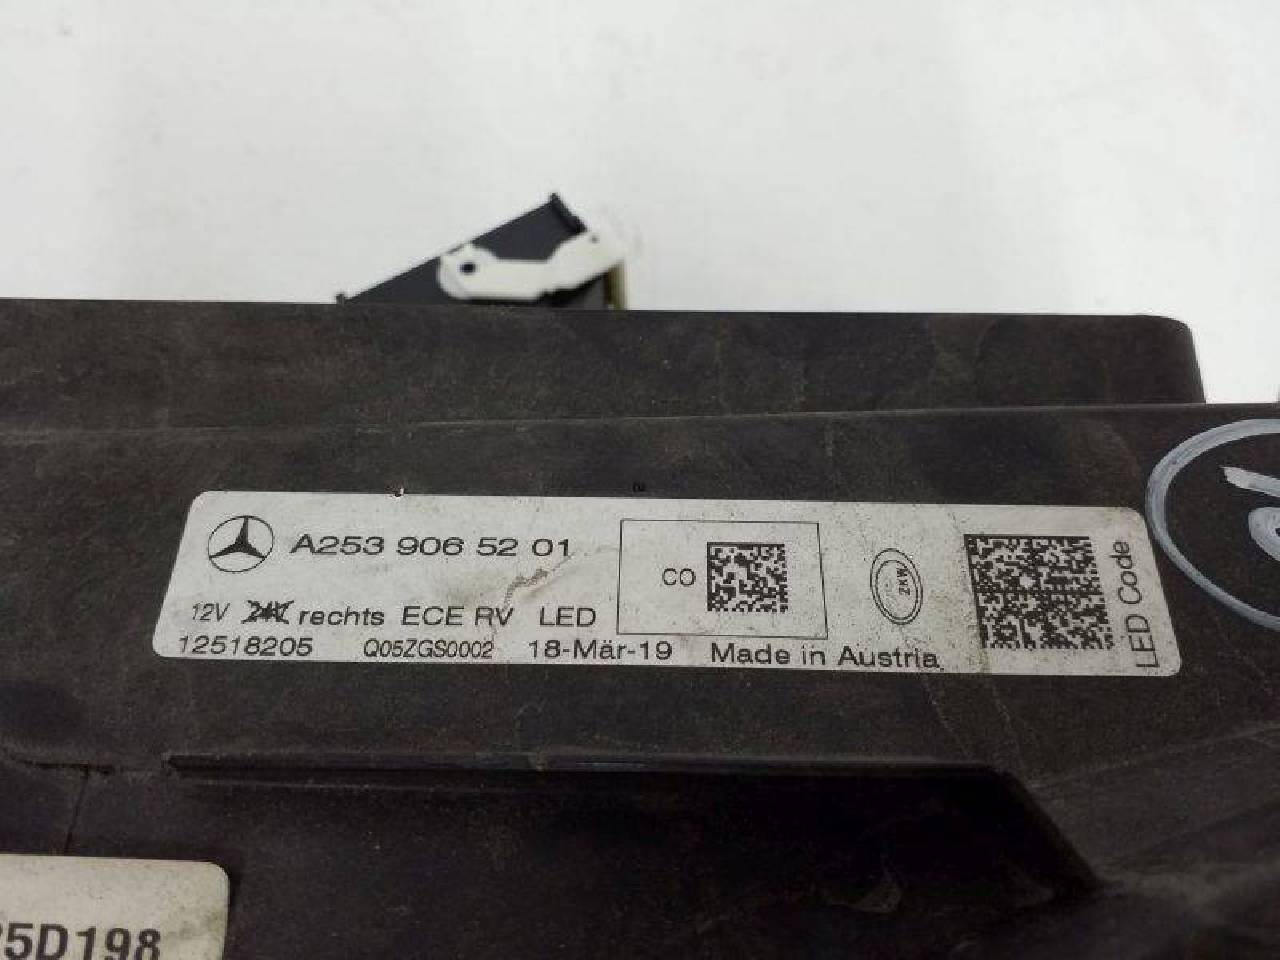 A253 906 52 01
CO
12V 24V rechts ECE RV LED
12518205 Q05ZGS0002 18-Mär-19 Made in Austria
LED Code
5D198